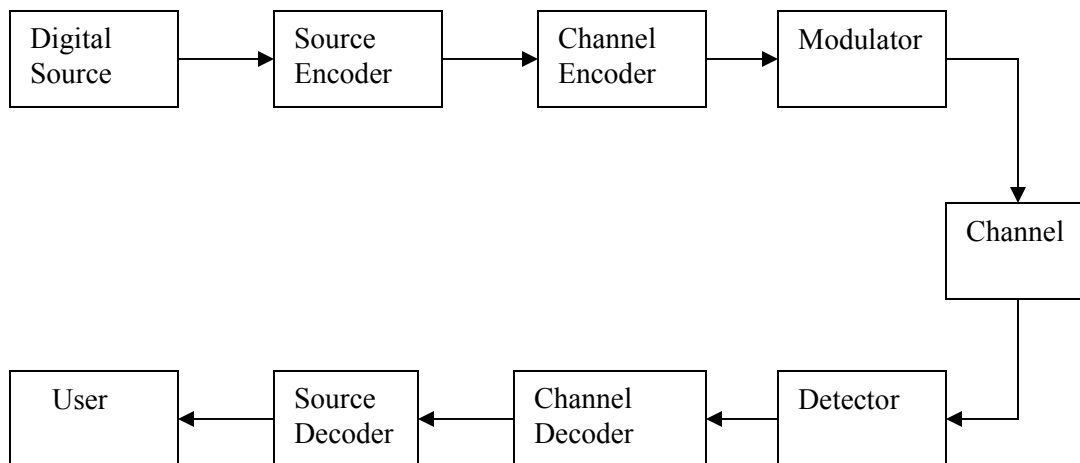 Digital
Source
Source
Encoder
Channel
Encoder
Modulator
Channel
User
Source
Decoder
Channel
Decoder
Detector